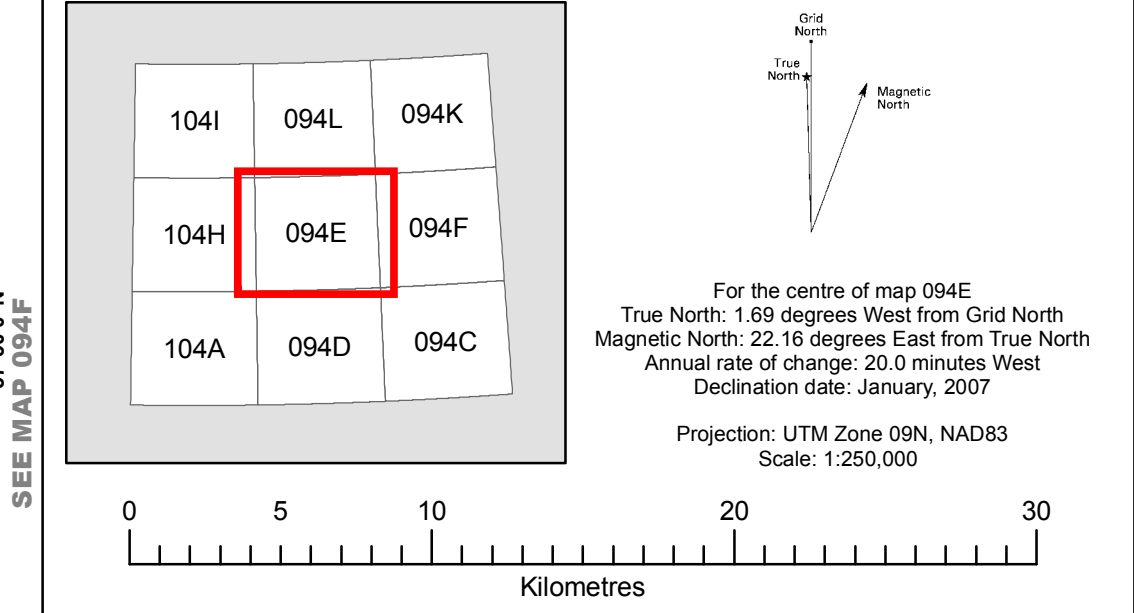 SEE MAP 094F
104I
094L
094K
104H
094E
094F
104A
094D
094C
Grid
North
True
North
Magnetic
North
For the centre of map 094E
True North: 1.69 degrees West from Grid North
Magnetic North: 22.16 degrees East from True North
Annual rate of change: 20.0 minutes West
Declination date: January, 2007
Projection: UTM Zone 09N, NAD83
Scale: 1:250,000
0 5 10 20 30
Kilometres